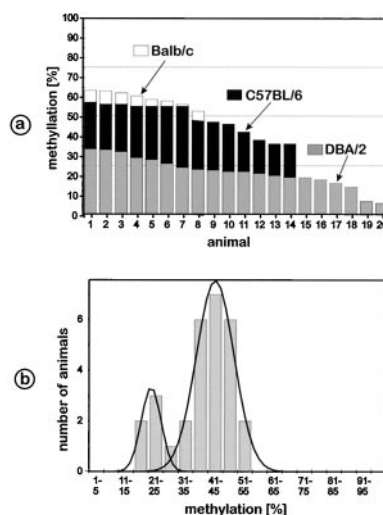 Balb/c
C57BL/6
DBA/2
methyllation [%]
100
90
80
70
60
50
40
30
20
10
0
1 2 3 4 5 6 7 8 9 10 11 12 13 14 15 16 17 18 19 20
animal
a
number of animals
6
4
2
0
1-5 11-15 21-25 31-35 41-45 51-55 61-65 71-75 81-85 91-95
methylation [%]
b